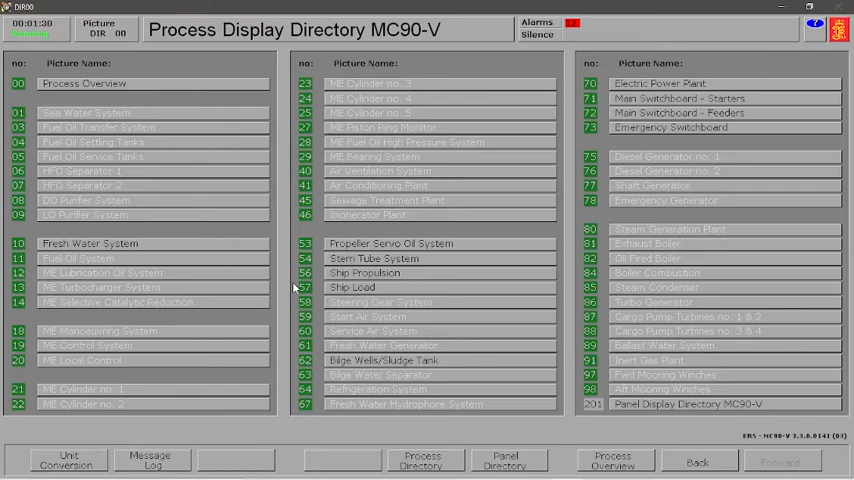 DIR00
00:01:30
Running
Picture
DIR 00
Process Display Directory MC90-V
Alarms
Silence
?
no: Picture Name:
00 Process Overview
01 Sea Water System
03 Fuel Oil Transfer System
04 Fuel Oil Settling Tanks
05 Fuel Oil Service Tanks
06 HFO Separator 1
07 HFO Separator 2
08 DO Purifier System
09 LO Purifier System
10 Fresh Water System
11 Fuel Oil System
12 ME Lubrication Oil System
13 ME Turbocharger System
14 ME Selective Catalytic Reduction
18 ME Manoeuvring System
19 ME Control System
20 ME Local Control
21 ME Cylinder no. 1
22 ME Cylinder no. 2
no: Picture Name:
23 ME Cylinder no. 3
24 ME Cylinder no. 4
25 ME Cylinder no. 5
27 ME Piston Ring Monitor
28 ME Fuel Oil High Pressure System
29 ME Bearing System
40 Air Ventilation System
41 Air Conditioning Plant
45 Sewage Treatment Plant
46 Incinerator Plant
53 Propeller Servo Oil System
54 Stern Tube System
56 Ship Propulsion
57 Ship Load
58 Steering Gear System
59 Start Air System
60 Service Air System
61 Fresh Water Generator
62 Bilge Wells/Sludge Tank
63 Bilge Water Separator
64 Refrigeration System
67 Fresh Water Hydrophore System
no: Picture Name:
70 Electric Power Plant
71 Main Switchboard - Starters
72 Main Switchboard - Feeders
73 Emergency Switchboard
75 Diesel Generator no. 1
76 Diesel Generator no. 2
77 Shaft Generator
78 Emergency Generator
80 Steam Generation Plant
81 Exhaust Boiler
82 Oil Fired Boiler
84 Boiler Combustion
85 Steam Condenser
86 Turbo Generator
87 Cargo Pump Turbines no. 1 & 2
88 Cargo Pump Turbines no. 3 & 4
89 Ballast Water System
91 Inert Gas Plant
97 Fwd Mooring Winches
98 Aft Mooring Winches
201 Panel Display Directory MC90-V
ERS - MC90-V 3.3.0.0141 (03)
Unit
Conversion
Message
Log
Process
Directory
Panel
Directory
Process
Overview
Back
Forward